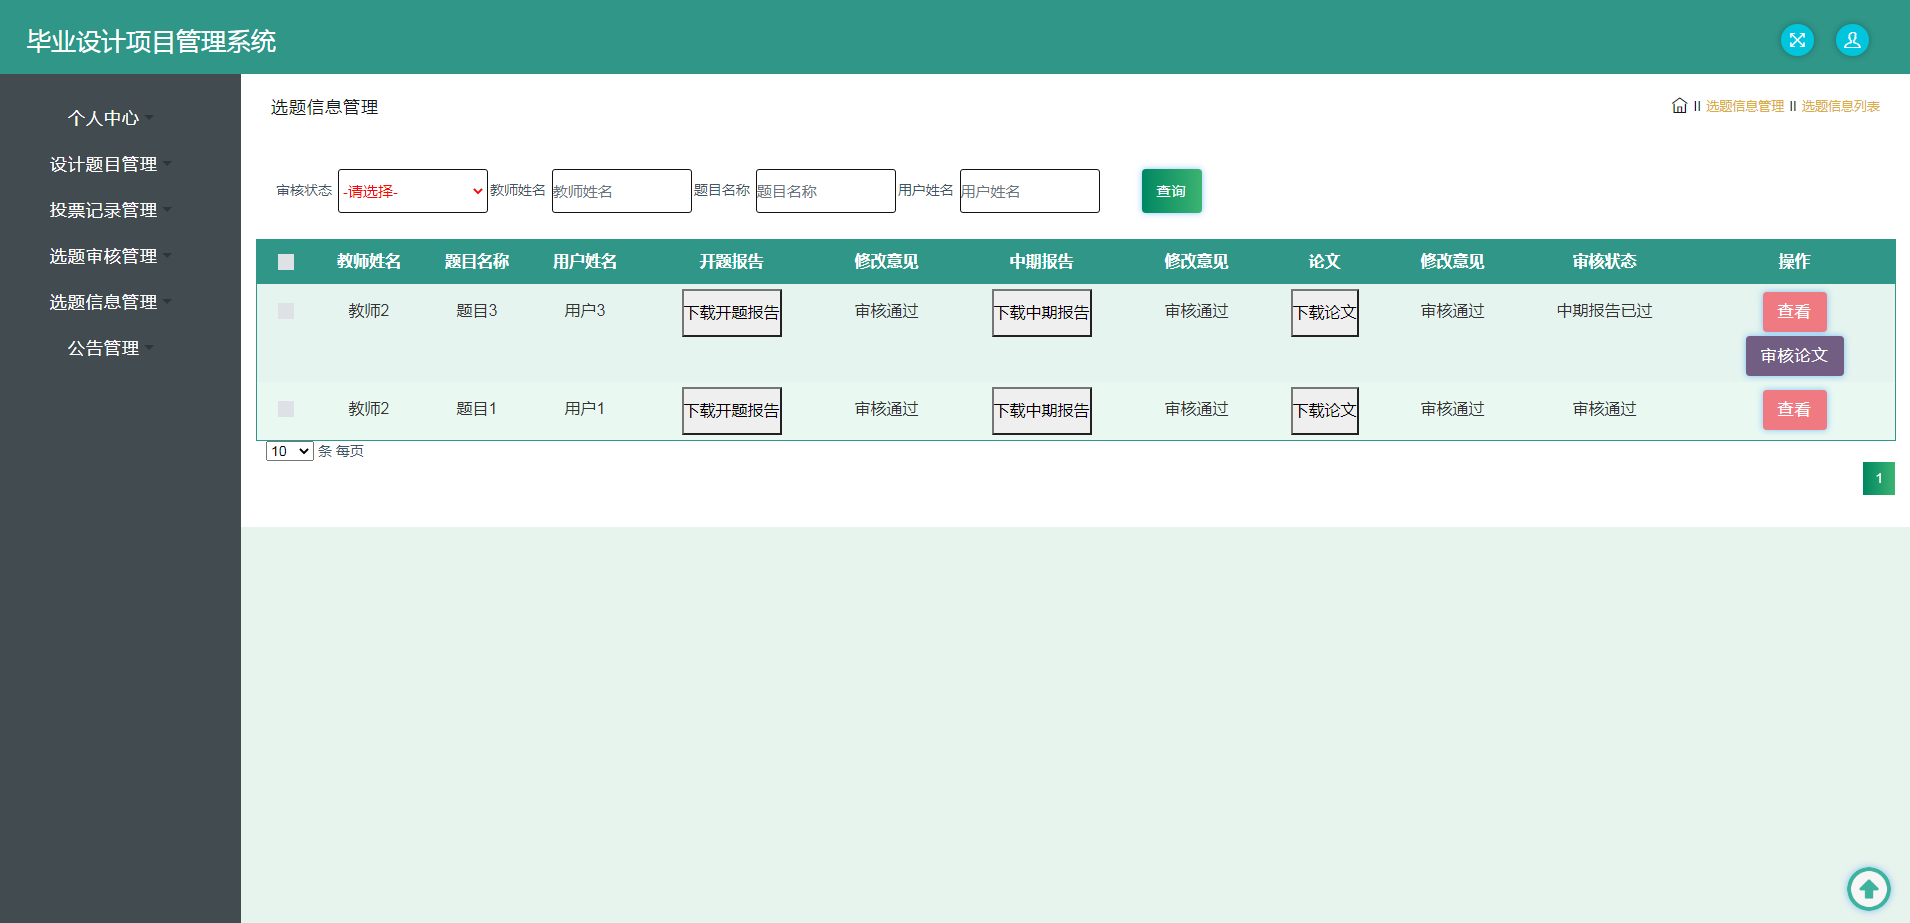 毕业设计项目管理系统
个人中心
设计题目管理
投票记录管理
选题审核管理
选题信息管理
公告管理
选题信息管理
选题信息管理 选题信息列表
审核状态 -请选择- 教师姓名 教师姓名 题目名称 题目名称 用户姓名 用户姓名 查询
教师姓名 题目名称 用户姓名 开题报告 修改意见 中期报告 修改意见 论文 修改意见 审核状态 操作
教师2 题目3 用户3 下载开题报告 审核通过 下载中期报告 审核通过 下载论文 审核通过 中期报告已过 查看
审核论文
教师2 题目1 用户1 下载开题报告 审核通过 下载中期报告 审核通过 下载论文 审核通过 审核通过 查看
10 条 每页
1